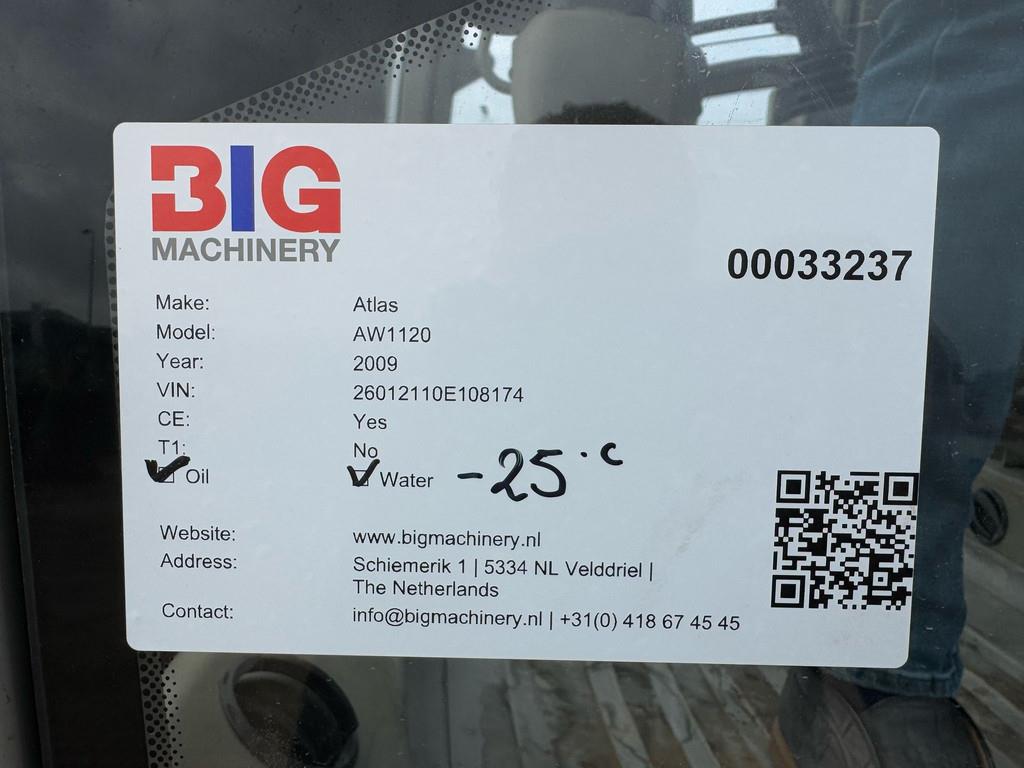 BIG
MACHINERY
00033237
Make: Atlas
Model: AW1120
Year: 2009
VIN: 26012110E108174
CE: Yes
T1: No
Oil Water -25°C
Website: www.bigmachinery.nl
Address: Schiemerik 1 | 5334 NL Velddriel |
The Netherlands
Contact: info@bigmachinery.nl | +31(0) 418 67 45 45